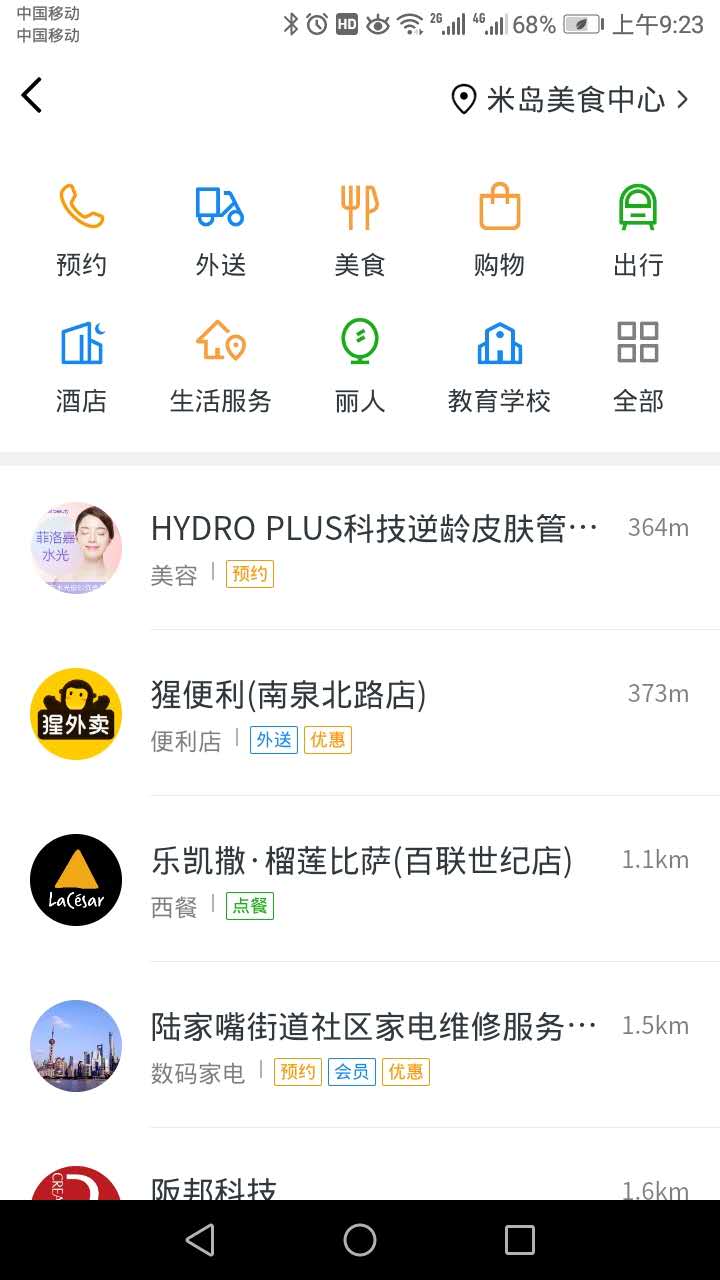 中国移动
中国移动
HD 2G 4G 68% 上午9:23
米岛美食中心
预约 外送 美食 购物 出行
酒店 生活服务 丽人 教育学校 全部
菲洛嘉
水光
HYDRO PLUS科技逆龄皮肤管… 364m
美容 预约
猩外卖
猩便利(南泉北路店) 373m
便利店 外送 优惠
LaCésar
乐凯撒·榴莲比萨(百联世纪店) 1.1km
西餐 点餐
陆家嘴街道社区家电维修服务… 1.5km
数码家电 预约 会员 优惠
CREA
阪邦科技 1.6km